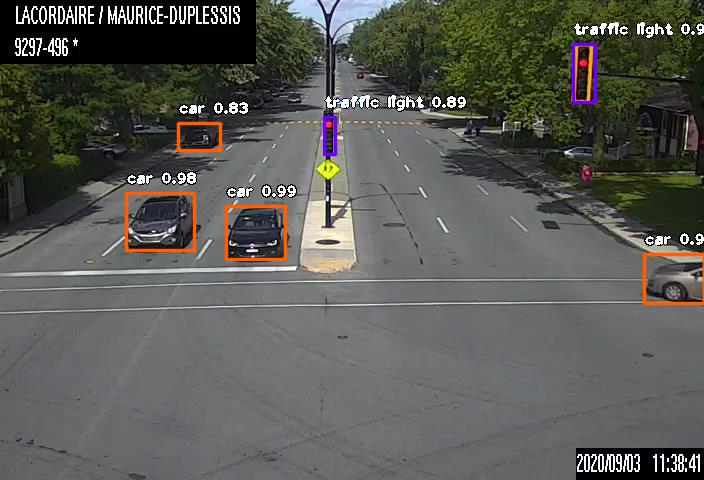 LACORDAIRE / MAURICE-DUPLESSIS
9297-496 *
traffic light 0.9
traffic light 0.89
car 0.83
car 0.98
car 0.99
car 0.9
2020/09/03 11:38:41